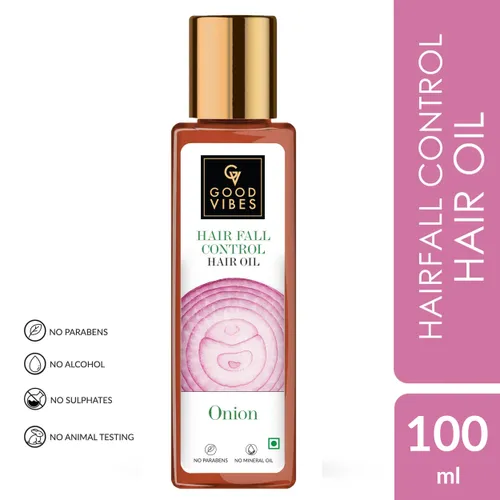 GV
GOOD
VIBES
HAIR FALL
CONTROL
HAIR OIL
Onion
NO PARABENS
NO MINERAL OIL
NO PARABENS
NO ALCOHOL
NO SULPHATES
NO ANIMAL TESTING
HAIRFALL CONTROL
HAIR OIL
100
ml